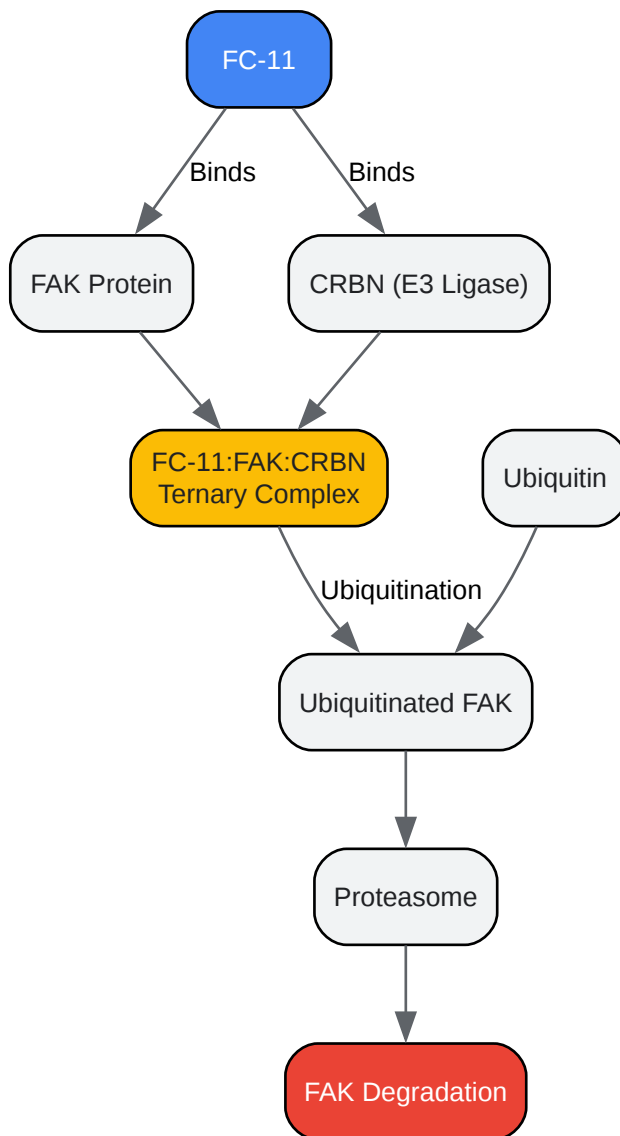 FC-11
Binds
Binds
FAK Protein
CRBN (E3 Ligase)
FC-11:FAK:CRBN
Ternary Complex
Ubiquitin
Ubiquitination
Ubiquitinated FAK
Proteasome
FAK Degradation